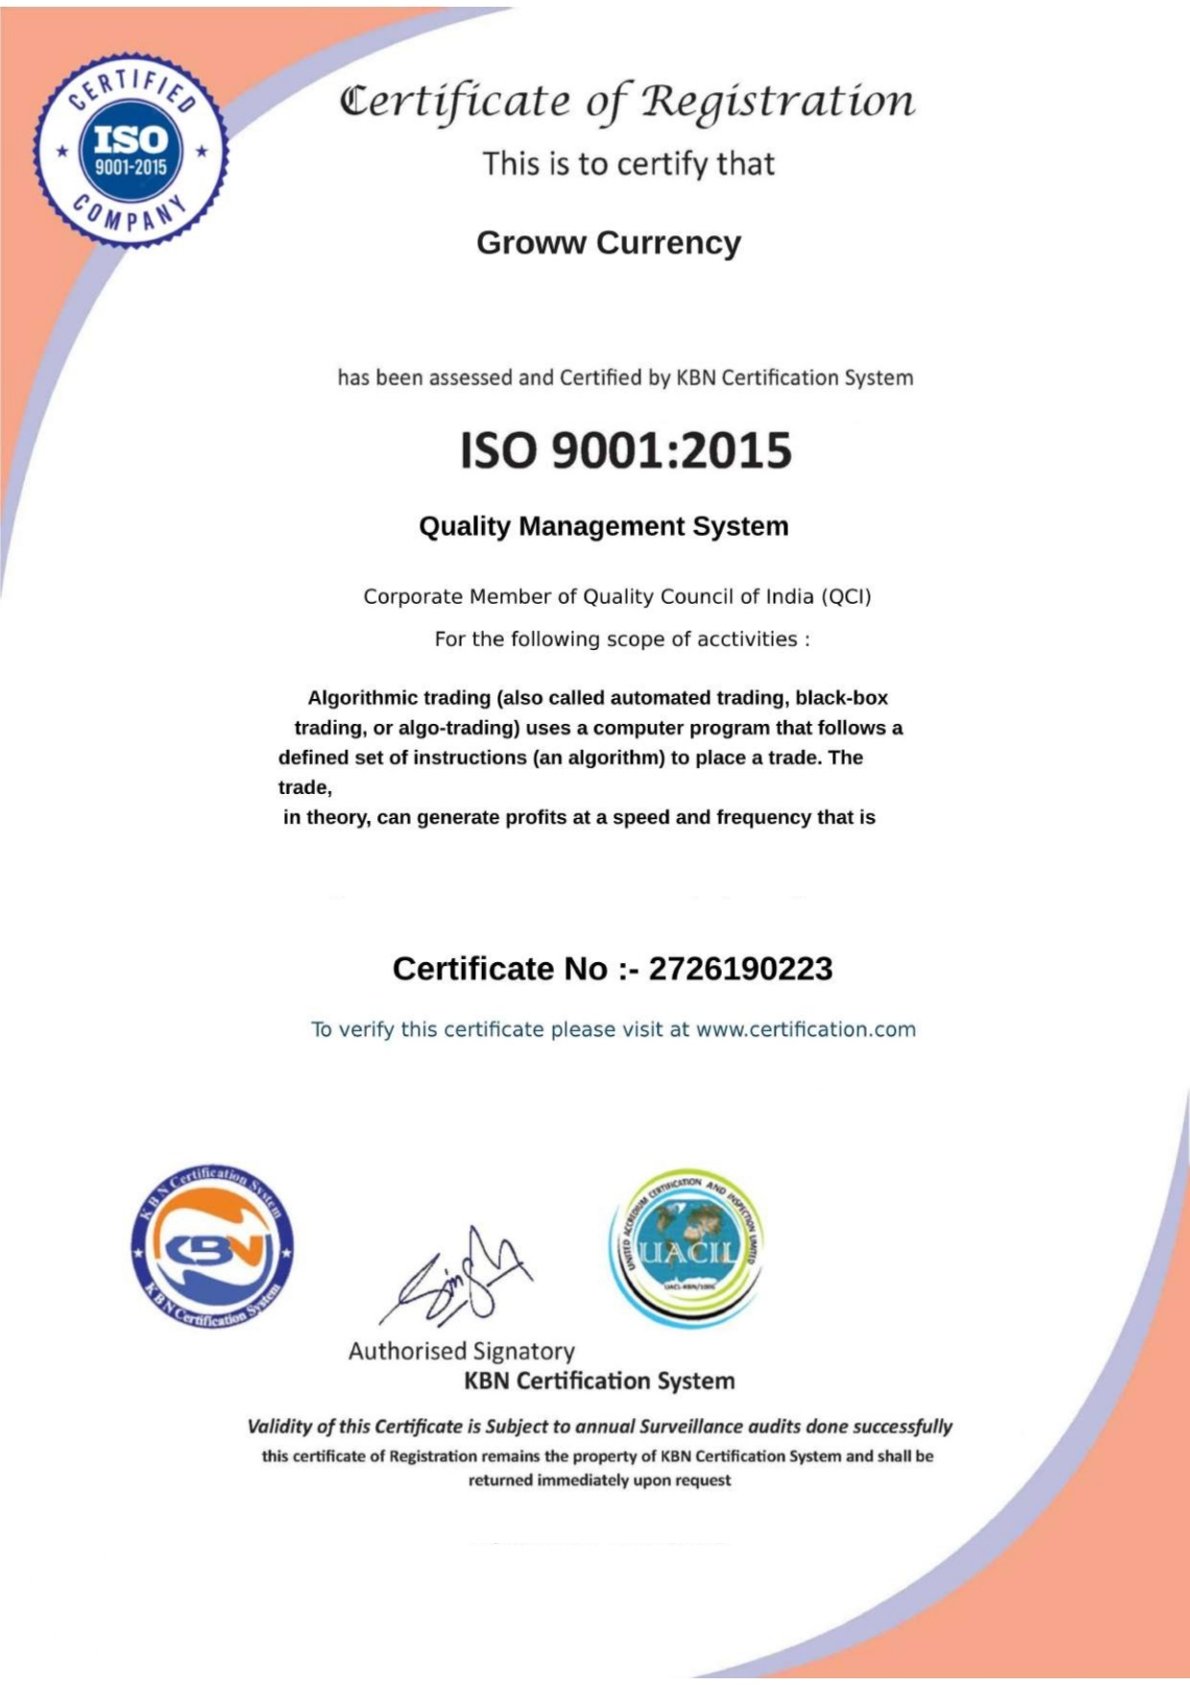 CERTIFIED
ISO
9001-2015
COMPANY
Certificate of Registration
This is to certify that
Groww Currency
has been assessed and Certified by KBN Certification System
ISO 9001:2015
Quality Management System
Corporate Member of Quality Council of India (QCI)
For the following scope of acctivities :
Algorithmic trading (also called automated trading, black-box
trading, or algo-trading) uses a computer program that follows a
defined set of instructions (an algorithm) to place a trade. The
trade,
in theory, can generate profits at a speed and frequency that is
Certificate No :- 2726190223
To verify this certificate please visit at www.certification.com
KBN Certification System
KBN
KBN Certification System
Singh
UNITED ACCREDIUM CERTIFICATION AND INSPECTION LIMITED
UACIL
Authorised Signatory
KBN Certification System
Validity of this Certificate is Subject to annual Surveillance audits done successfully
this certificate of Registration remains the property of KBN Certification System and shall be
returned immediately upon request